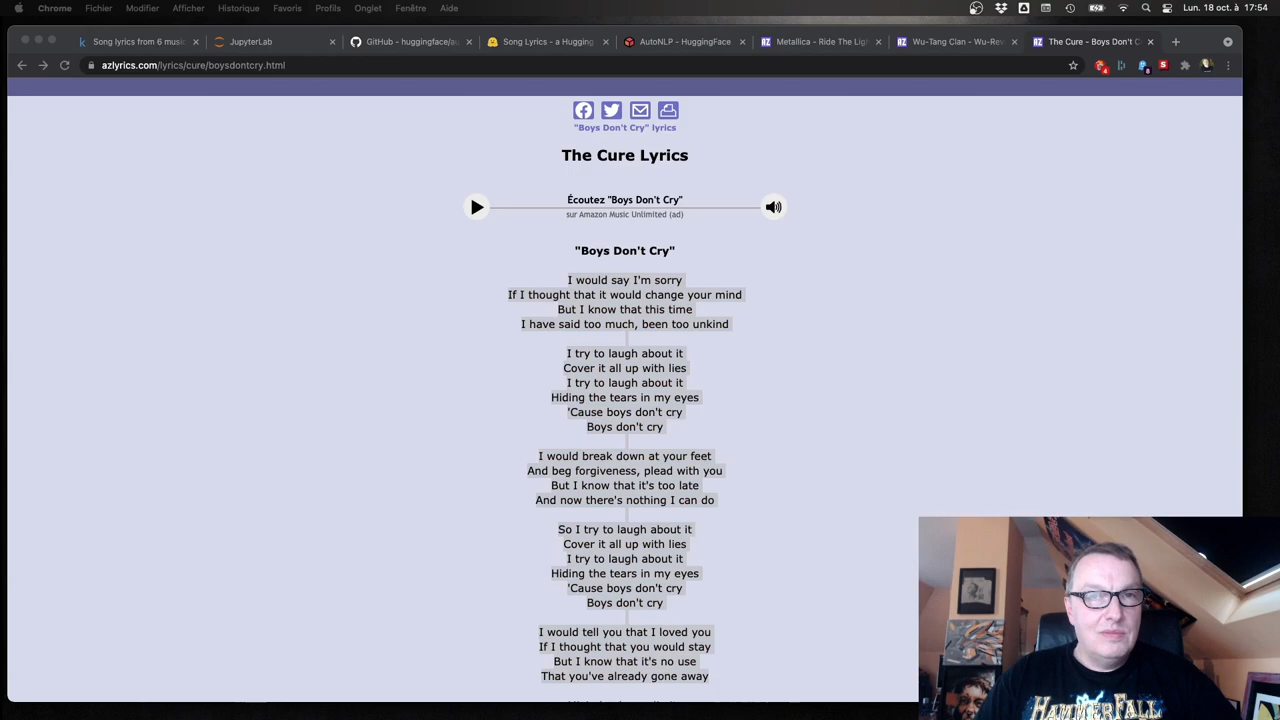 Chrome Fichier Modifier Afficher Historique Favoris Profils Onglet Fenêtre Aide Lun. 18 oct. à 17:54
Song lyrics from 6 music JupyterLab GitHub - huggingface/au Song Lyrics - a Hugging AutoNLP - HuggingFace Metallica - Ride The Ligh Wu-Tang Clan - Wu-Rev The Cure - Boys Don't C
azlyrics.com/lyrics/cure/boysdontcry.html
"Boys Don't Cry" lyrics
The Cure Lyrics
Écoutez "Boys Don't Cry"
sur Amazon Music Unlimited (ad)
"Boys Don't Cry"
I would say I'm sorry
If I thought that it would change your mind
But I know that this time
I have said too much, been too unkind
I try to laugh about it
Cover it all up with lies
I try to laugh about it
Hiding the tears in my eyes
'Cause boys don't cry
Boys don't cry
I would break down at your feet
And beg forgiveness, plead with you
But I know that it's too late
And now there's nothing I can do
So I try to laugh about it
Cover it all up with lies
I try to laugh about it
Hiding the tears in my eyes
'Cause boys don't cry
Boys don't cry
I would tell you that I loved you
If I thought that you would stay
But I know that it's no use
That you've already gone away
HAMMERFALL